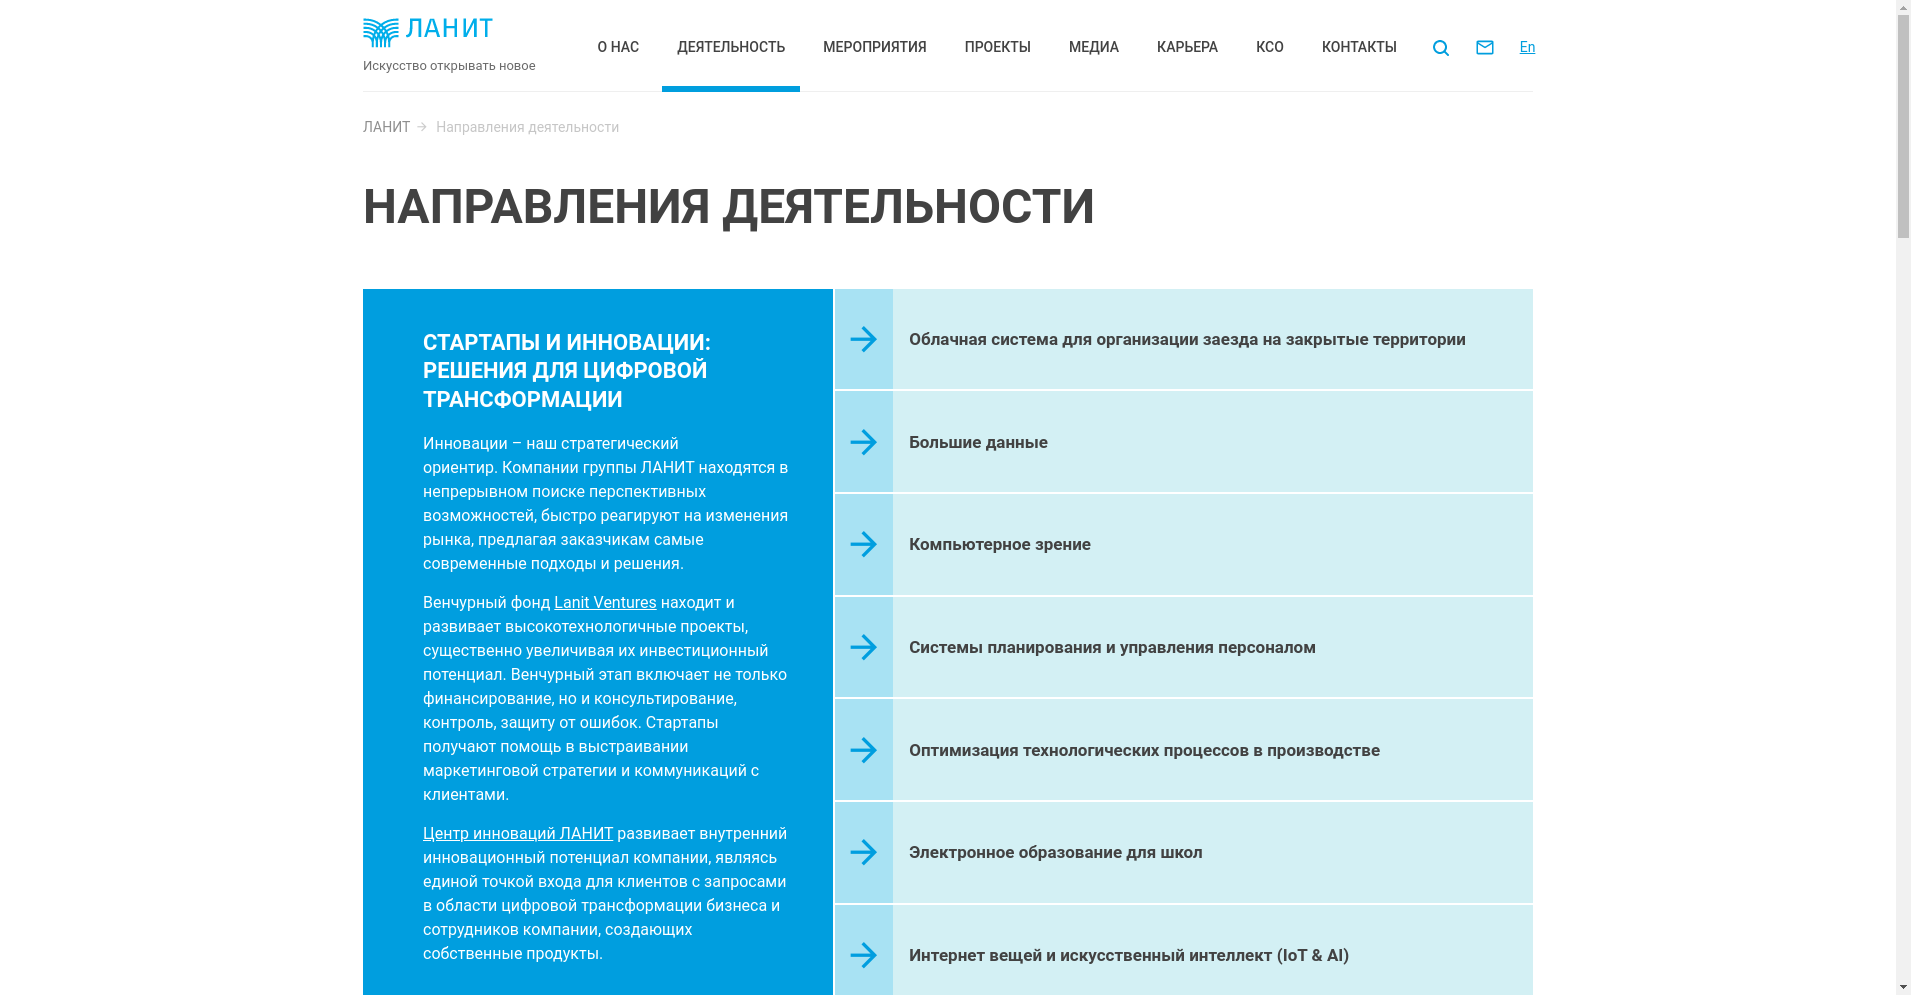 ЛАНИТ
Искусство открывать новое
О НАС ДЕЯТЕЛЬНОСТЬ МЕРОПРИЯТИЯ ПРОЕКТЫ МЕДИА КАРЬЕРА КСО КОНТАКТЫ En
ЛАНИТ → Направления деятельности
НАПРАВЛЕНИЯ ДЕЯТЕЛЬНОСТИ
СТАРТАПЫ И ИННОВАЦИИ:
РЕШЕНИЯ ДЛЯ ЦИФРОВОЙ
ТРАНСФОРМАЦИИ
Инновации – наш стратегический
ориентир. Компании группы ЛАНИТ находятся в
непрерывном поиске перспективных
возможностей, быстро реагируют на изменения
рынка, предлагая заказчикам самые
современные подходы и решения.
Венчурный фонд Lanit Ventures находит и
развивает высокотехнологичные проекты,
существенно увеличивая их инвестиционный
потенциал. Венчурный этап включает не только
финансирование, но и консультирование,
контроль, защиту от ошибок. Стартапы
получают помощь в выстраивании
маркетинговой стратегии и коммуникаций с
клиентами.
Центр инноваций ЛАНИТ развивает внутренний
инновационный потенциал компании, являясь
единой точкой входа для клиентов с запросами
в области цифровой трансформации бизнеса и
сотрудников компании, создающих
собственные продукты.
Облачная система для организации заезда на закрытые территории
Большие данные
Компьютерное зрение
Системы планирования и управления персоналом
Оптимизация технологических процессов в производстве
Электронное образование для школ
Интернет вещей и искусственный интеллект (IoT & AI)